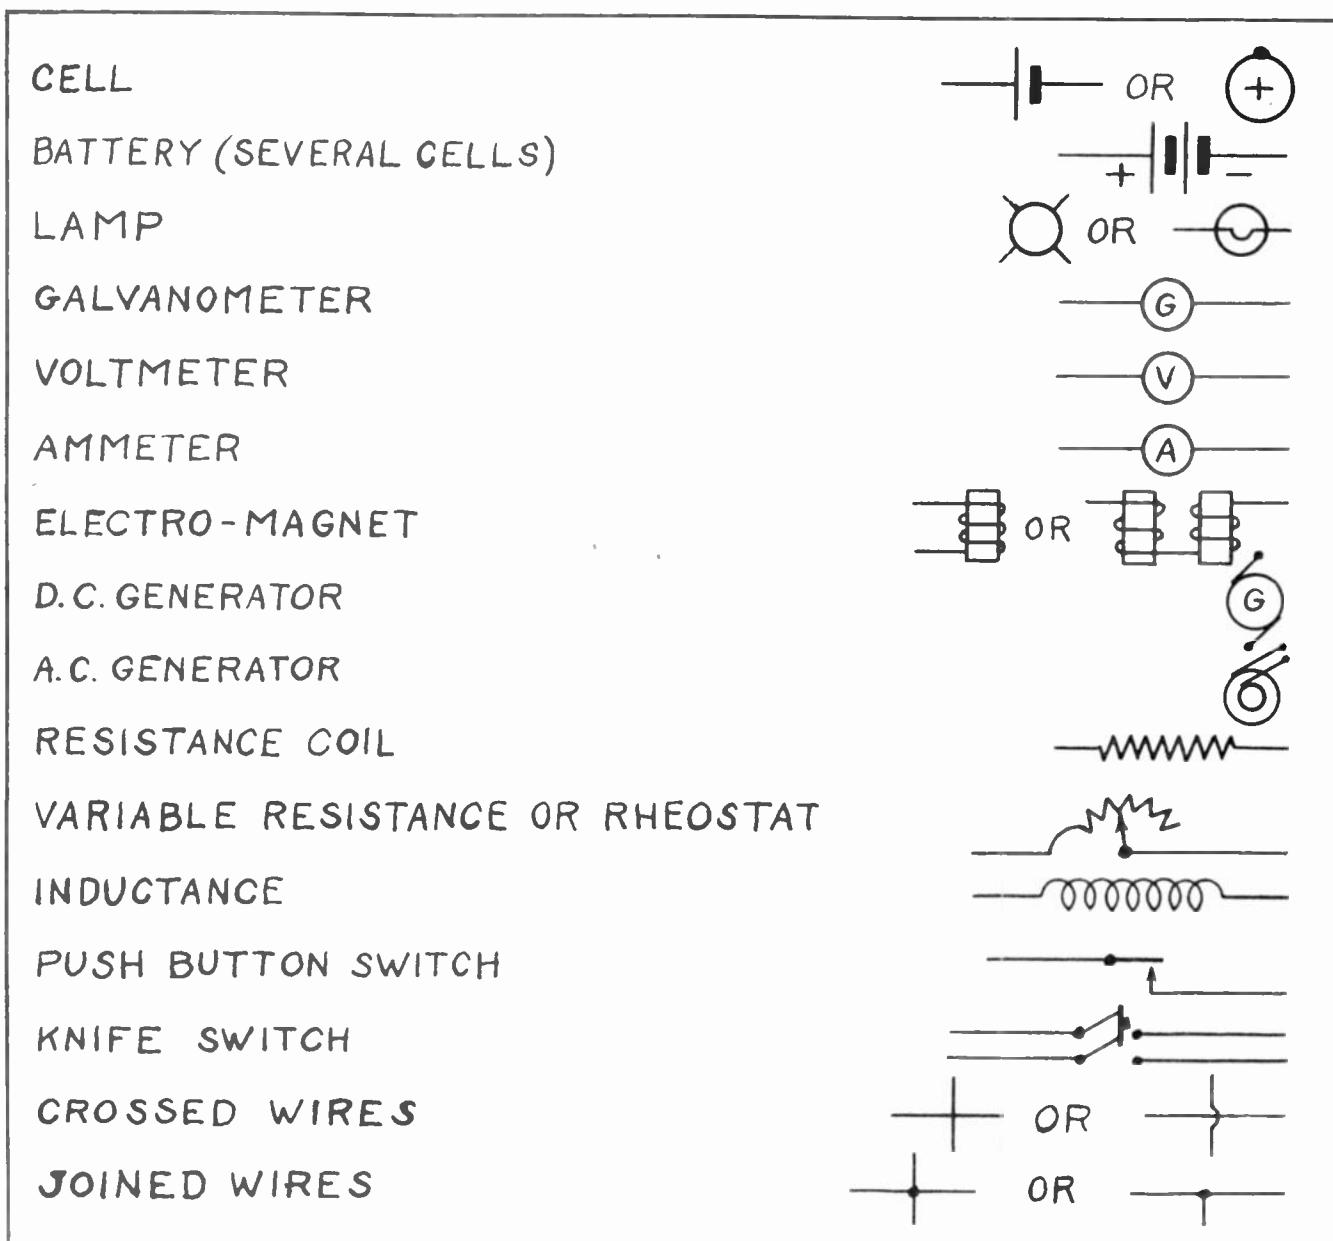 CELL OR +
BATTERY (SEVERAL CELLS) + −
LAMP OR
GALVANOMETER G
VOLTMETER V
AMMETER A
ELECTRO-MAGNET OR
D.C. GENERATOR G
A.C. GENERATOR
RESISTANCE COIL
VARIABLE RESISTANCE OR RHEOSTAT
INDUCTANCE
PUSH BUTTON SWITCH
KNIFE SWITCH
CROSSED WIRES OR
JOINED WIRES OR